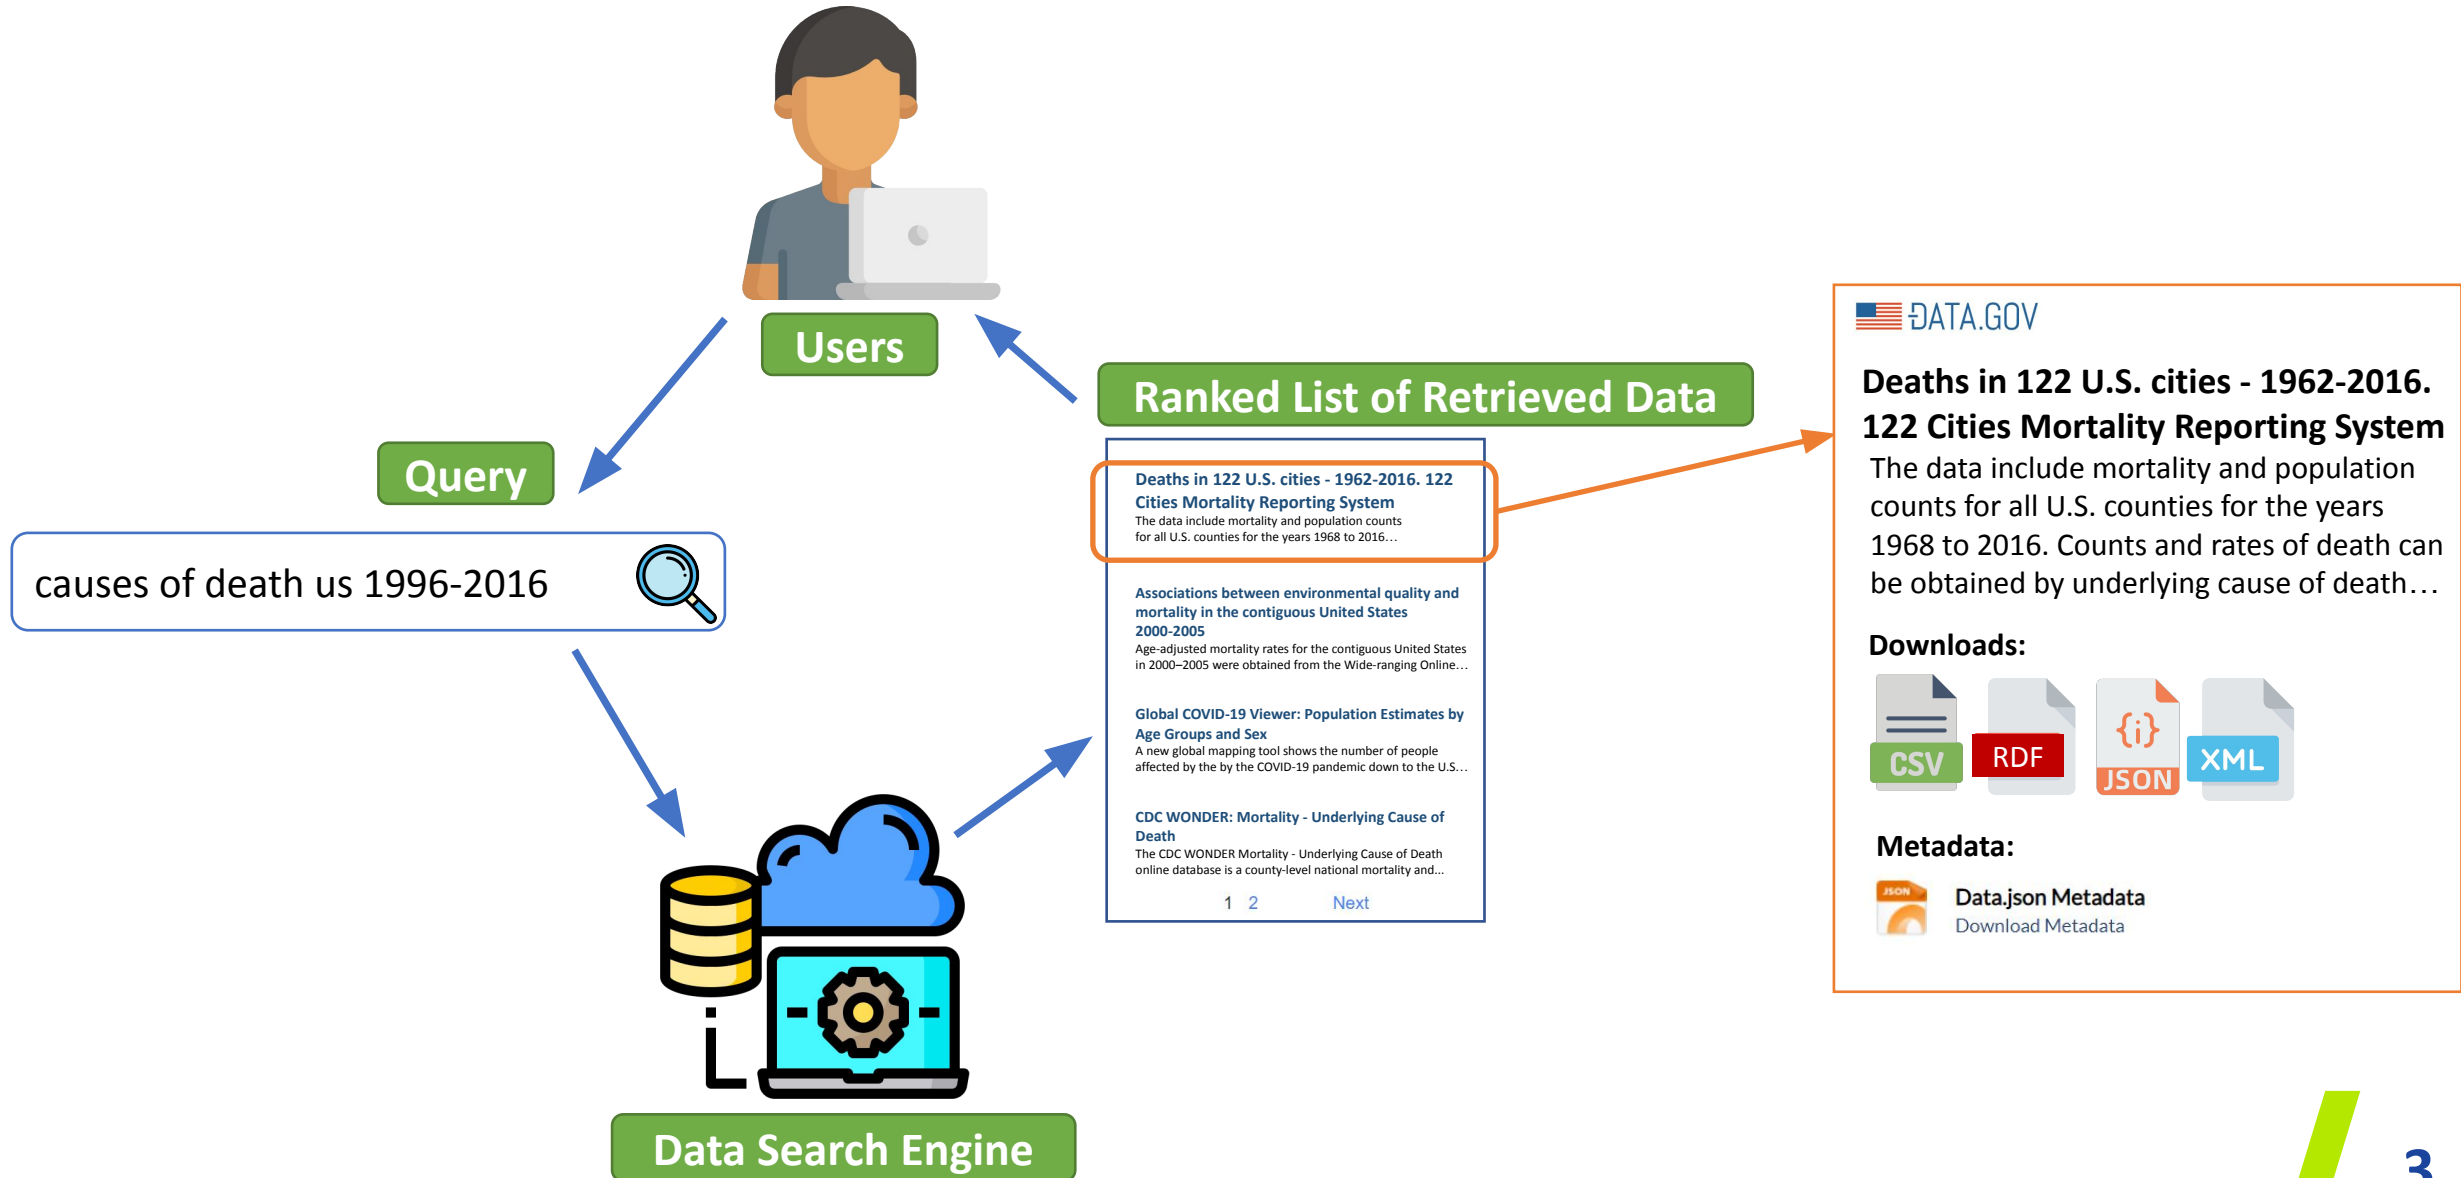 Users
Query
causes of death us 1996-2016
Data Search Engine
Ranked List of Retrieved Data
Deaths in 122 U.S. cities - 1962-2016. 122
Cities Mortality Reporting System
The data include mortality and population counts
for all U.S. counties for the years 1968 to 2016...
Associations between environmental quality and
mortality in the contiguous United States
2000-2005
Age-adjusted mortality rates for the contiguous United States
in 2000–2005 were obtained from the Wide-ranging Online...
Global COVID-19 Viewer: Population Estimates by
Age Groups and Sex
A new global mapping tool shows the number of people
affected by the by the COVID-19 pandemic down to the U.S...
CDC WONDER: Mortality - Underlying Cause of
Death
The CDC WONDER Mortality - Underlying Cause of Death
online database is a county-level national mortality and...
1 2 Next
DATA.GOV
Deaths in 122 U.S. cities - 1962-2016.
122 Cities Mortality Reporting System
The data include mortality and population
counts for all U.S. counties for the years
1968 to 2016. Counts and rates of death can
be obtained by underlying cause of death...
Downloads:
CSV RDF {i} JSON XML
Metadata:
JSON
Data.json Metadata
Download Metadata
3